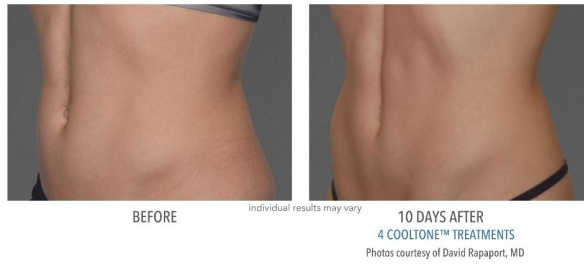 BEFORE
individual results may vary
10 DAYS AFTER
4 COOLTONE™ TREATMENTS
Photos courtesy of David Rapaport, MD